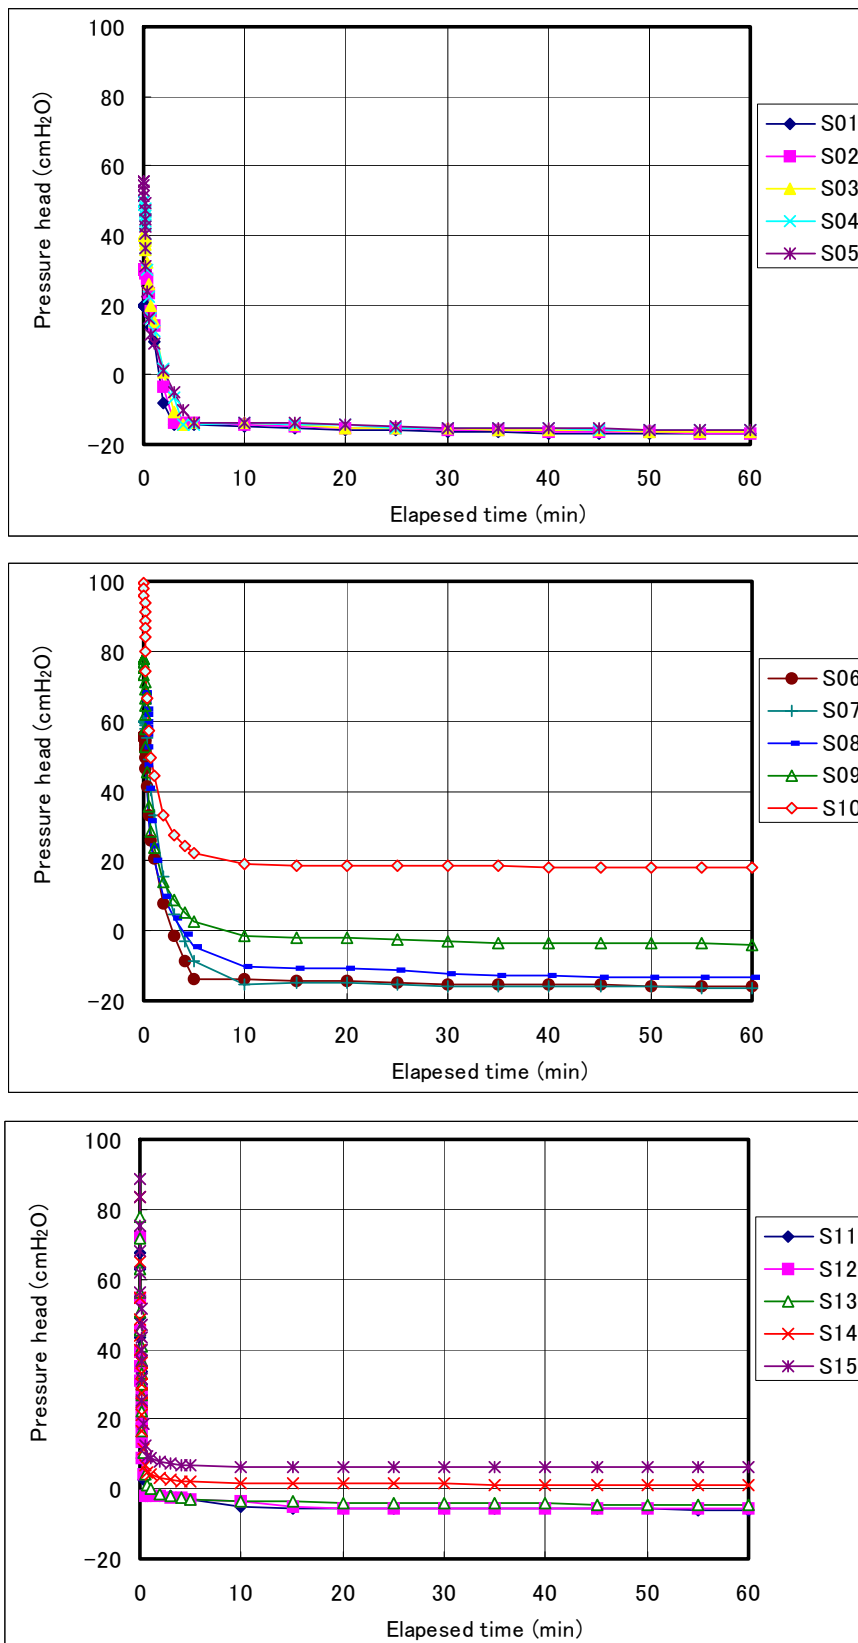 100
80
60
40
20
0
−20
Pressure head (cmH₂O)
0 10 20 30 40 50 60
Elapesed time (min)
S01
S02
S03
S04
S05
100
80
60
40
20
0
−20
Pressure head (cmH₂O)
0 10 20 30 40 50 60
Elapesed time (min)
S06
S07
S08
S09
S10
100
80
60
40
20
0
−20
Pressure head (cmH₂O)
0 10 20 30 40 50 60
Elapesed time (min)
S11
S12
S13
S14
S15